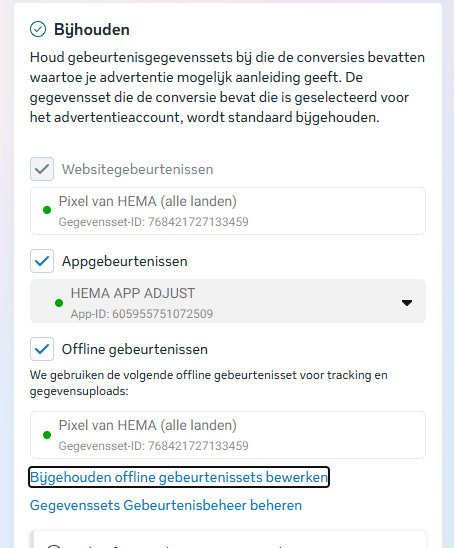 Bijhouden
Houd gebeurtenisgegevenssets bij die de conversies bevatten
waartoe je advertentie mogelijk aanleiding geeft. De
gegevensset die de conversie bevat die is geselecteerd voor
het advertentieaccount, wordt standaard bijgehouden.
Websitegebeurtenissen
Pixel van HEMA (alle landen)
Gegevensset-ID: 768421727133459
Appgebeurtenissen
HEMA APP ADJUST
App-ID: 605955751072509
Offline gebeurtenissen
We gebruiken de volgende offline gebeurtenisset voor tracking en
gegevensuploads:
Pixel van HEMA (alle landen)
Gegevensset-ID: 768421727133459
Bijgehouden offline gebeurtenissets bewerken
Gegevenssets Gebeurtenisbeheer beheren